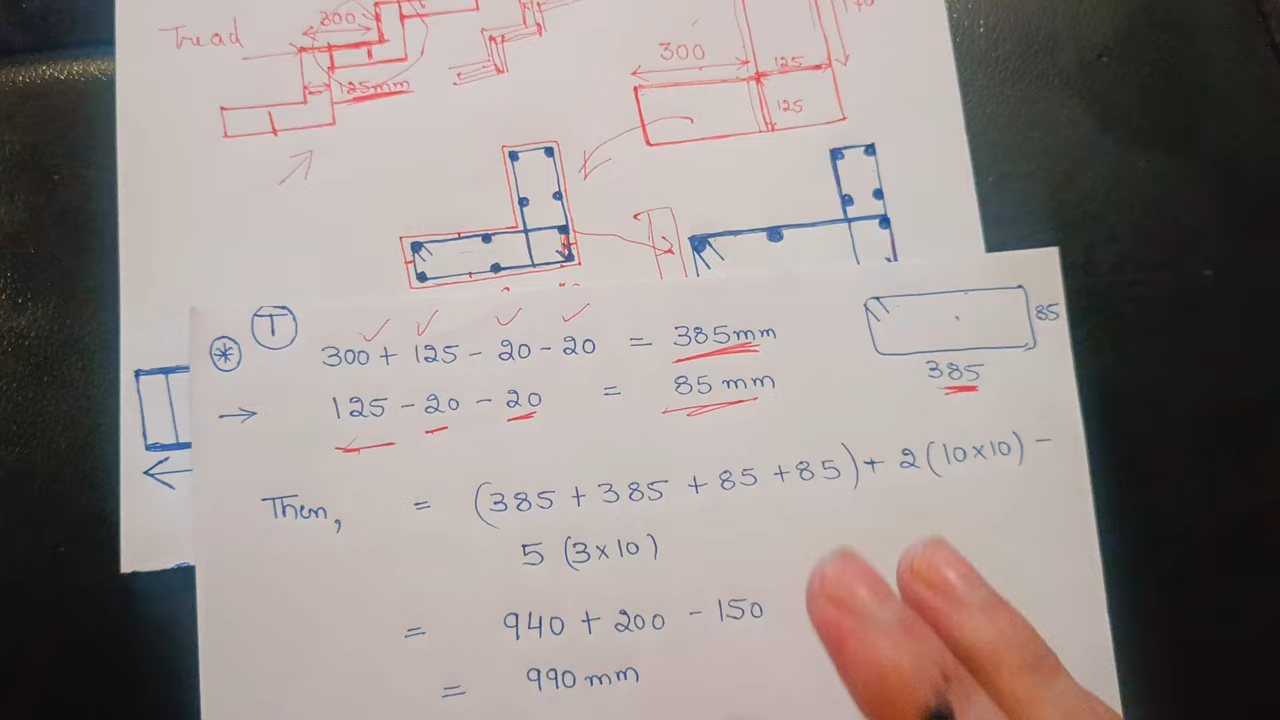 300
Tread
125mm
300
125
125
* T
300 + 125 - 20 - 20 = 385mm
→ 125 - 20 - 20 = 85 mm
85
385
Then, = (385 + 385 + 85 + 85) + 2 (10×10) -
5 (3×10)
= 940 + 200 - 150
= 990 mm